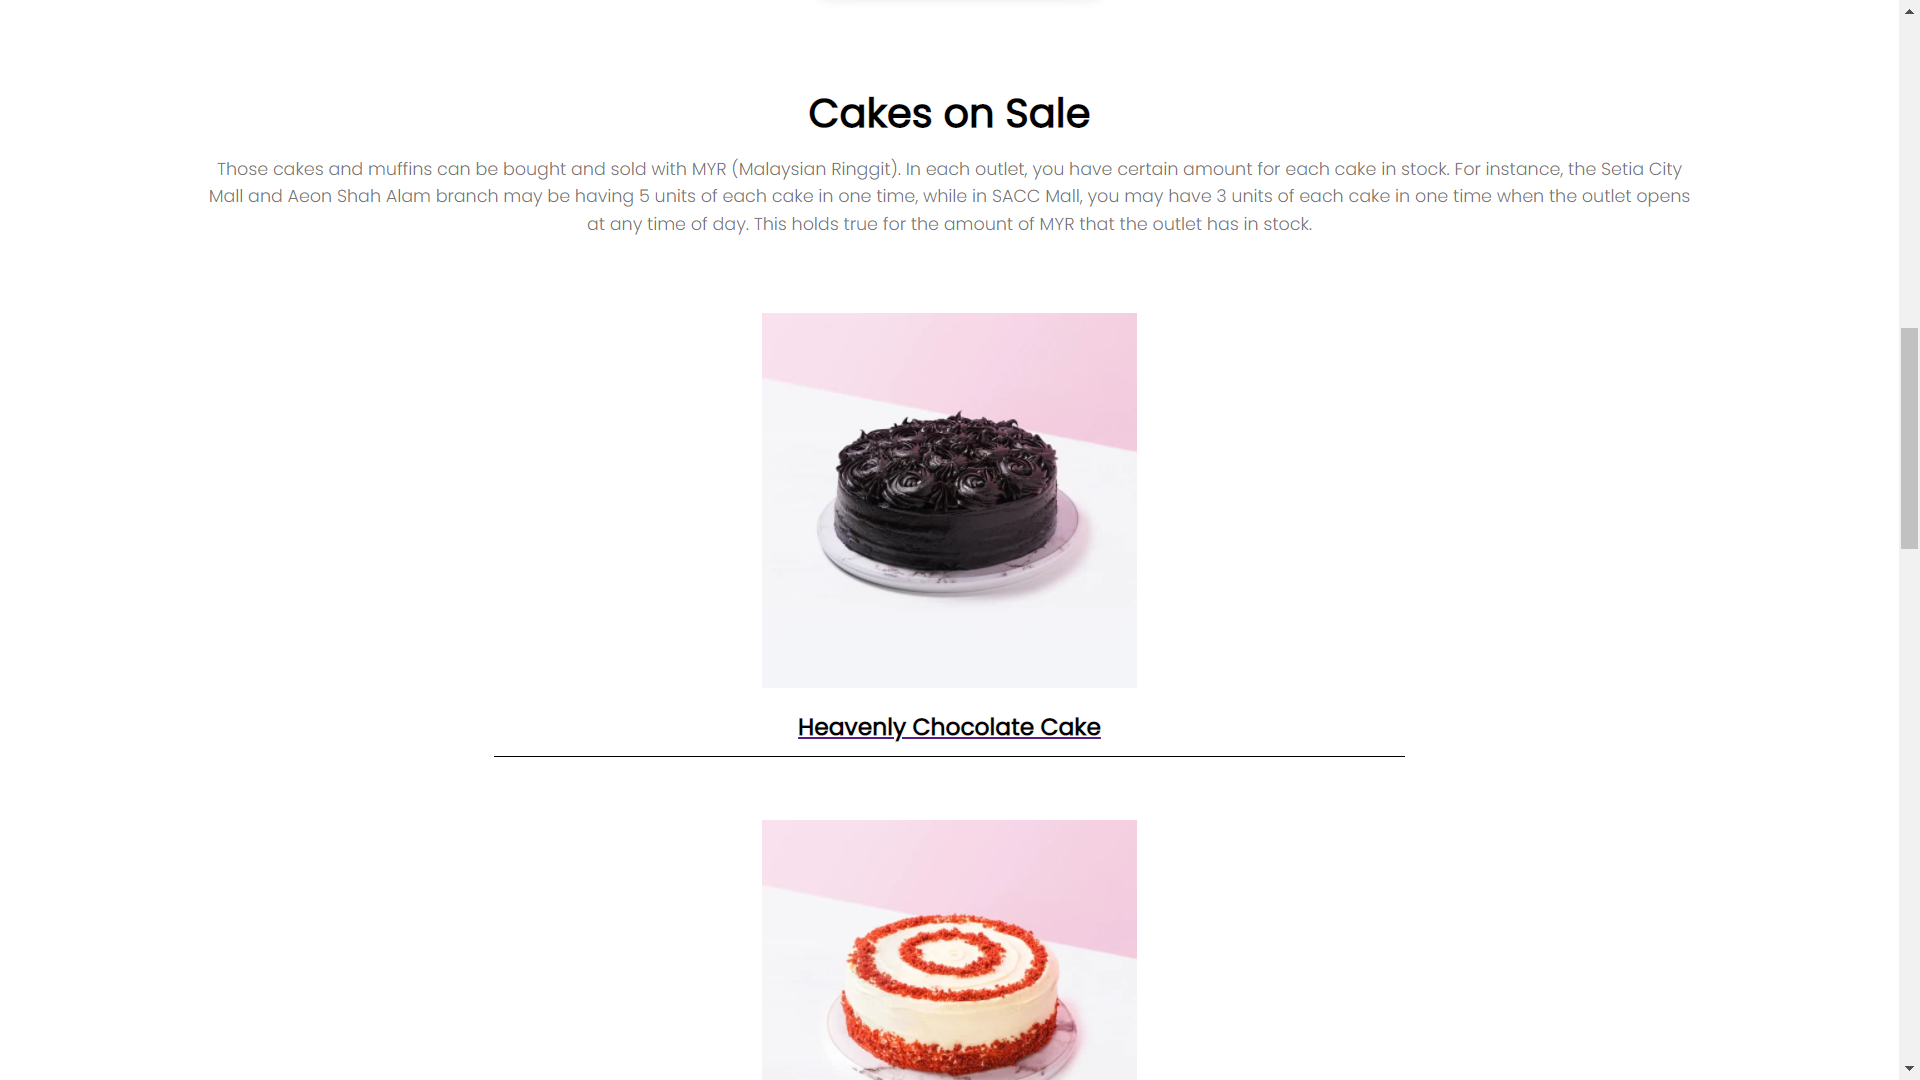 Cakes on Sale
Those cakes and muffins can be bought and sold with MYR (Malaysian Ringgit). In each outlet, you have certain amount for each cake in stock. For instance, the Setia City
Mall and Aeon Shah Alam branch may be having 5 units of each cake in one time, while in SACC Mall, you may have 3 units of each cake in one time when the outlet opens
at any time of day. This holds true for the amount of MYR that the outlet has in stock.
Heavenly Chocolate Cake